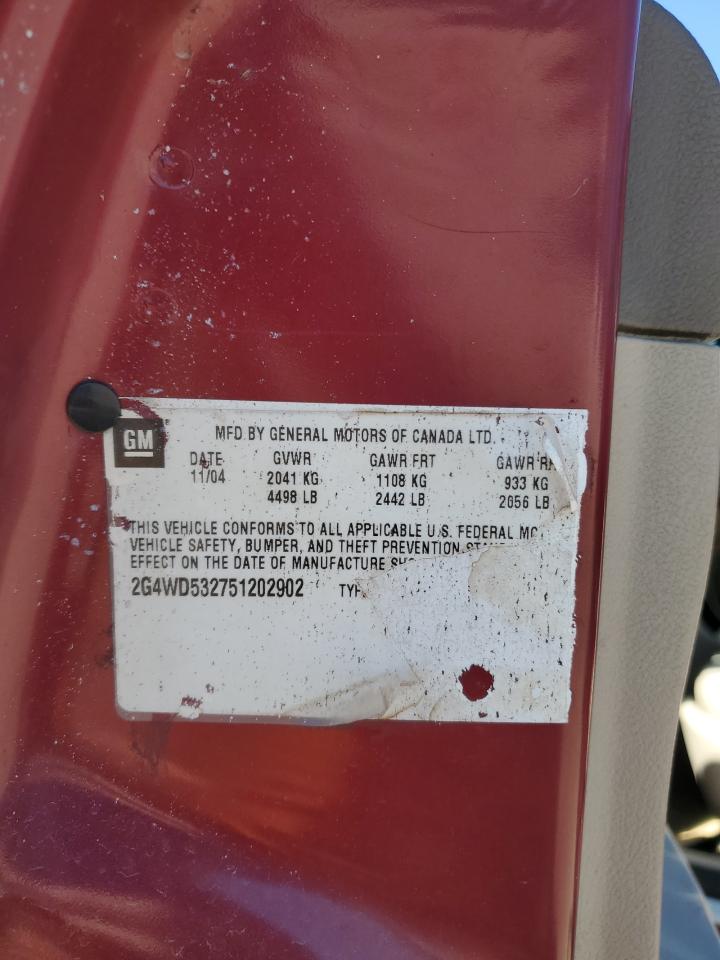 GM
MFD BY GENERAL MOTORS OF CANADA LTD.
DATE GVWR GAWR FRT GAWR
11/04 2041 KG 1108 KG 933 KG
4498 LB 2442 LB 2056 LB
THIS VEHICLE CONFORMS TO ALL APPLICABLE U.S. FEDERAL
VEHICLE SAFETY, BUMPER, AND THEFT PREVENTION
EFFECT ON THE DATE OF MANUFACTURE
2G4WD532751202902